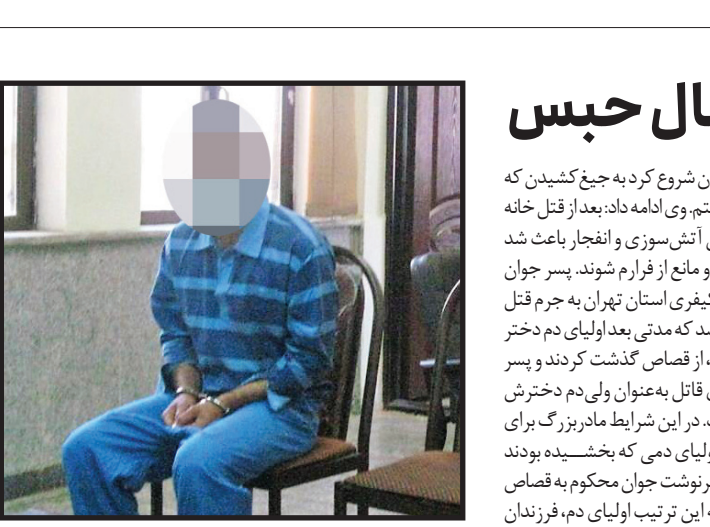 ال حبس
ن شروع کرد به جیغ کشیدن که
تم. وی ادامه داد: بعد از قتل خانه
آتش‌سوزی و انفجار باعث شد
و مانع از فرارم شوند. پسر جوان
کیفری استان تهران به جرم قتل
شد که مدتی بعد اولیای دم دختر
از قصاص گذشت کردند و پسر
قاتل به‌عنوان ولی‌دم دخترش
در این شرایط مادربزرگ برای
ولیای دمی که بخشــیده بودند
رنوشت جوان محکوم به قصاص
ه این ترتیب اولیای دم، فرزندان